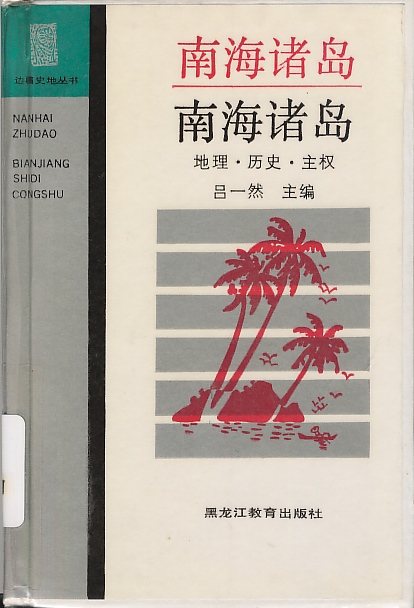 边疆史地丛书
NANHAI
ZHUDAO
BIANJIANG
SHIDI
CONGSHU
南海诸岛
南海诸岛
地理·历史·主权
吕一然 主编
黑龙江教育出版社